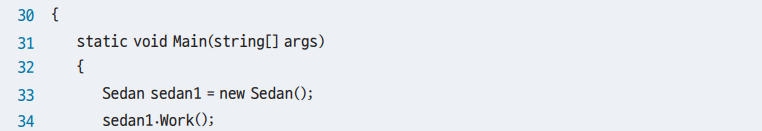 30 {
31 static void Main(string[] args)
32 {
33 Sedan sedan1 = new Sedan();
34 sedan1.Work();